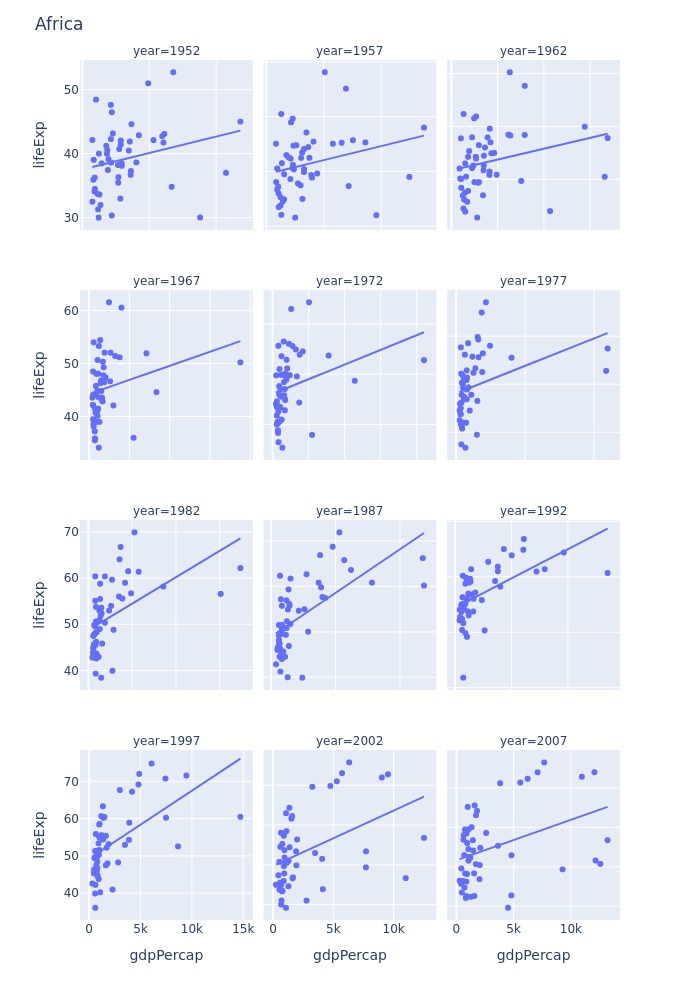 Africa
year=1952 year=1957 year=1962
50
40
30
lifeExp
year=1967 year=1972 year=1977
60
50
40
lifeExp
year=1982 year=1987 year=1992
70
60
50
40
lifeExp
year=1997 year=2002 year=2007
70
60
50
40
lifeExp
0 5k 10k 15k 0 5k 10k 0 5k 10k
gdpPercap gdpPercap gdpPercap